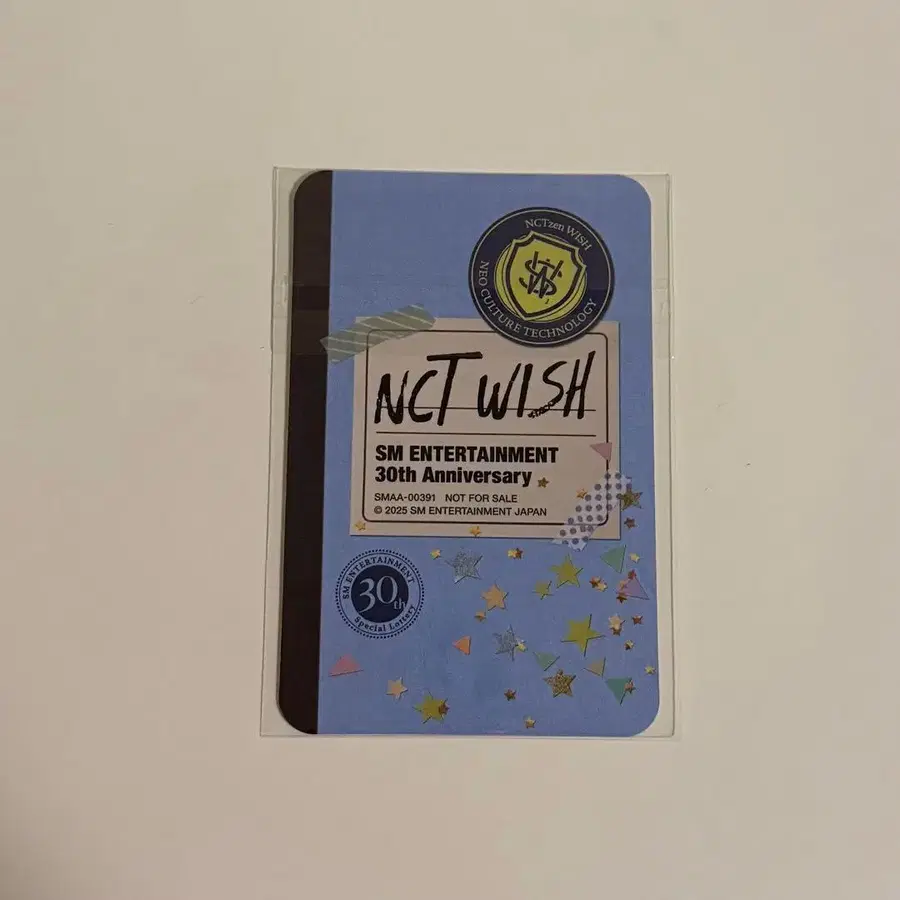 NCTzen WISH
NEO CULTURE TECHNOLOGY
NCT WISH
SM ENTERTAINMENT
30th Anniversary
SMAA-00391 NOT FOR SALE
© 2025 SM ENTERTAINMENT JAPAN
SM ENTERTAINMENT
30th
Special Lottery